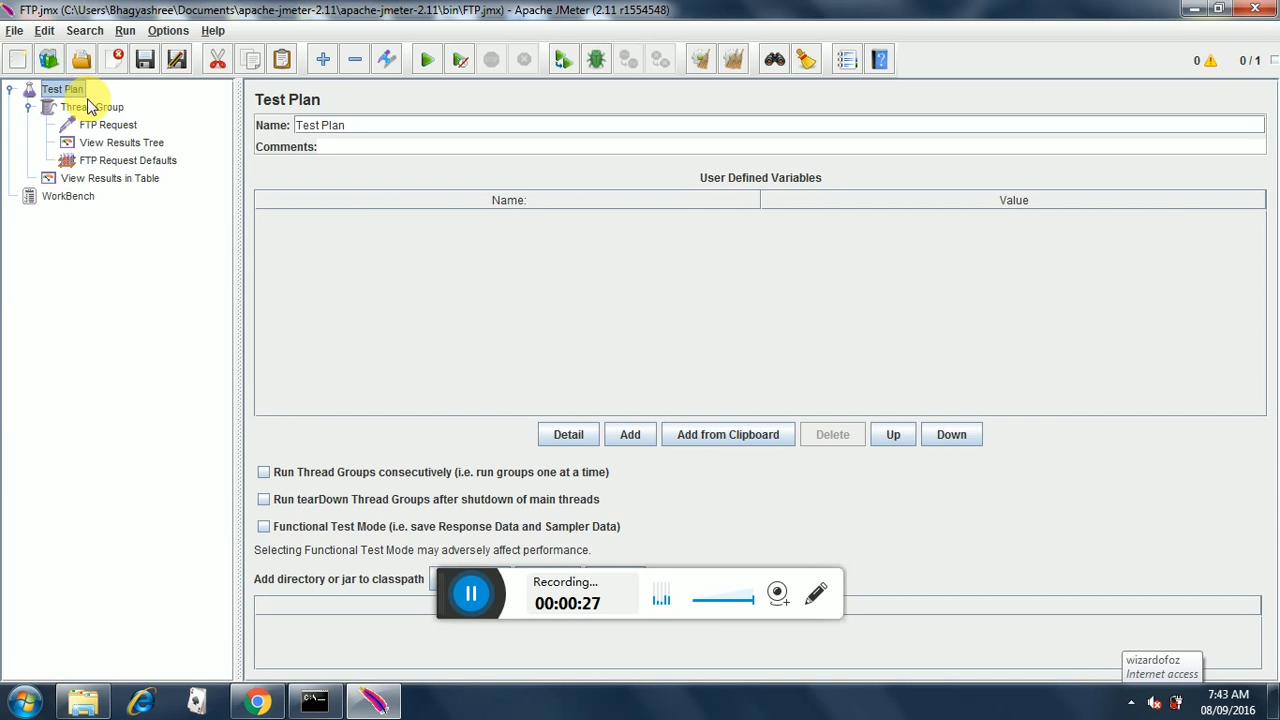 FTP.jmx (C:\Users\Bhagyashree\Documents\apache-jmeter-2.11\apache-jmeter-2.11\bin\FTP.jmx) - Apache JMeter (2.11 r1554548)
File Edit Search Run Options Help
0 0 / 1
Test Plan
Thread Group
FTP Request
View Results Tree
FTP Request Defaults
View Results in Table
WorkBench
Test Plan
Name: Test Plan
Comments:
User Defined Variables
Name: Value
Detail Add Add from Clipboard Delete Up Down
Run Thread Groups consecutively (i.e. run groups one at a time)
Run tearDown Thread Groups after shutdown of main threads
Functional Test Mode (i.e. save Response Data and Sampler Data)
Selecting Functional Test Mode may adversely affect performance.
Add directory or jar to classpath
Recording...
00:00:27
wizardofoz
Internet access
7:43 AM
08/09/2016